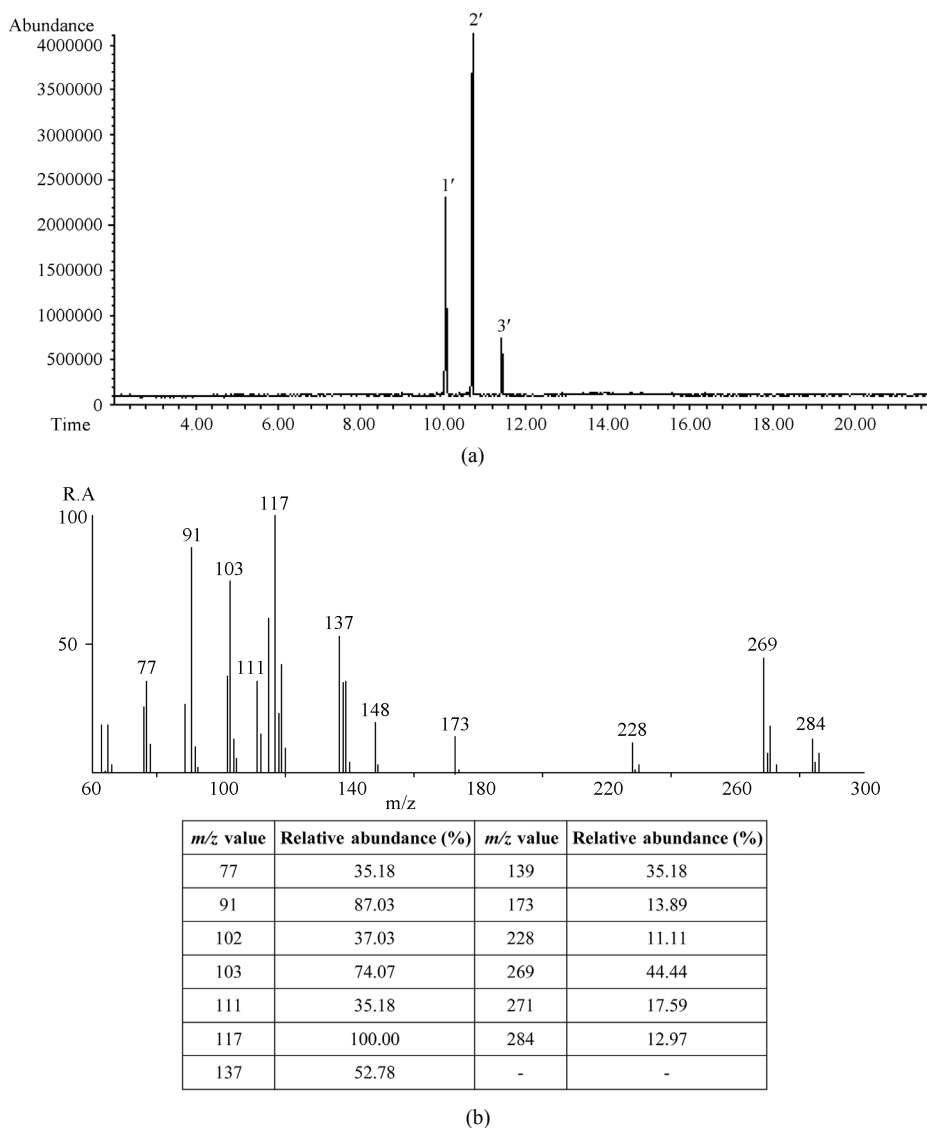 Abundance
2′
4000000
3500000
3000000
2500000
1′
2000000
1500000
1000000
3′
500000
0
Time 4.00 6.00 8.00 10.00 12.00 14.00 16.00 18.00 20.00
(a)
R.A
100
117
91
103
50
137
269
77
111
148
173
228
284
60 100 140 180 220 260 300
m/z
m/z value Relative abundance (%) m/z value Relative abundance (%)
77 35.18 139 35.18
91 87.03 173 13.89
102 37.03 228 11.11
103 74.07 269 44.44
111 35.18 271 17.59
117 100.00 284 12.97
137 52.78 - -
(b)